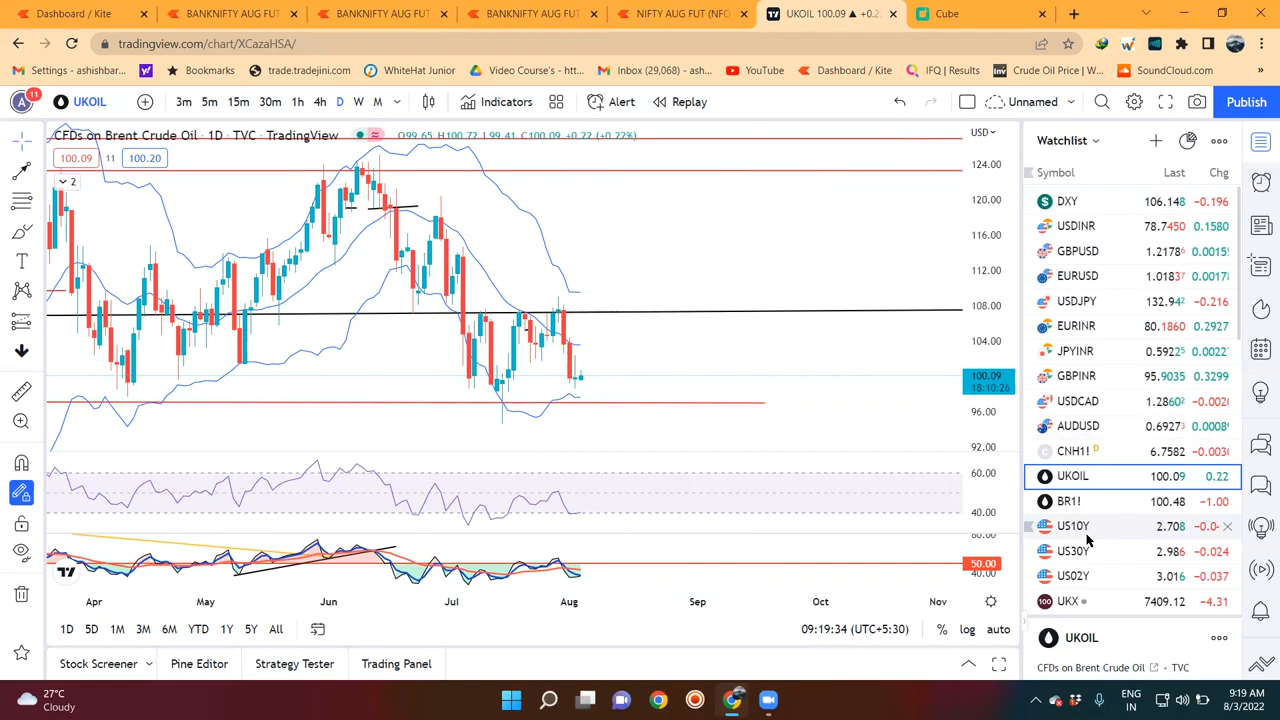 Dashboard / Kite
BANKNIFTY AUG FUT
BANKNIFTY AUG FUT
BANKNIFTY AUG FUT
NIFTY AUG FUT (NFO
UKOIL 100.09 ▲ +0.2
Cube
tradingview.com/chart/XCazaHSA/
Settings - ashishbar...
Bookmarks
trade.tradejini.com
WhiteHat Junior
Video Course's - htt...
Inbox (29,068) - ash...
YouTube
Dashboard / Kite
IFQ | Results
Crude Oil Price | W...
SoundCloud.com
»
A 11
UKOIL
3m 5m 15m 30m 1h 4h D W M
Indicators
Alert
Replay
Unnamed
Publish
CFDs on Brent Crude Oil · 1D · TVC · TradingView
O99.65 H100.72 L99.41 C100.09 +0.22 (+0.22%)
USD
100.09 11 100.20
2
124.00
120.00
116.00
112.00
108.00
104.00
100.09
18:10:26
96.00
92.00
60.00
40.00
80.00
50.00
40.00
Apr May Jun Jul Aug Sep Oct Nov
1D 5D 1M 3M 6M YTD 1Y 5Y All
09:19:34 (UTC+5:30) % log auto
Stock Screener
Pine Editor
Strategy Tester
Trading Panel
Watchlist
Symbol Last Chg
DXY 106.148 −0.196
USDINR 78.7450 0.1580
GBPUSD 1.2178 0.0015
EURUSD 1.01837 0.0017
USDJPY 132.942 −0.216
EURINR 80.1860 0.2927
JPYINR 0.59225 0.0022
GBPINR 95.9035 0.3299
USDCAD 1.28602 −0.002
AUDUSD 0.69273 0.0008
CNH1! D 6.7582 −0.003
UKOIL 100.09 0.22
BR1! 100.48 −1.00
US10Y 2.708 −0.04
US30Y 2.986 −0.024
US02Y 3.016 −0.037
100 UKX 7409.12 −4.31
UKOIL
CFDs on Brent Crude Oil
TVC
27°C
Cloudy
ENG
IN
9:19 AM
8/3/2022